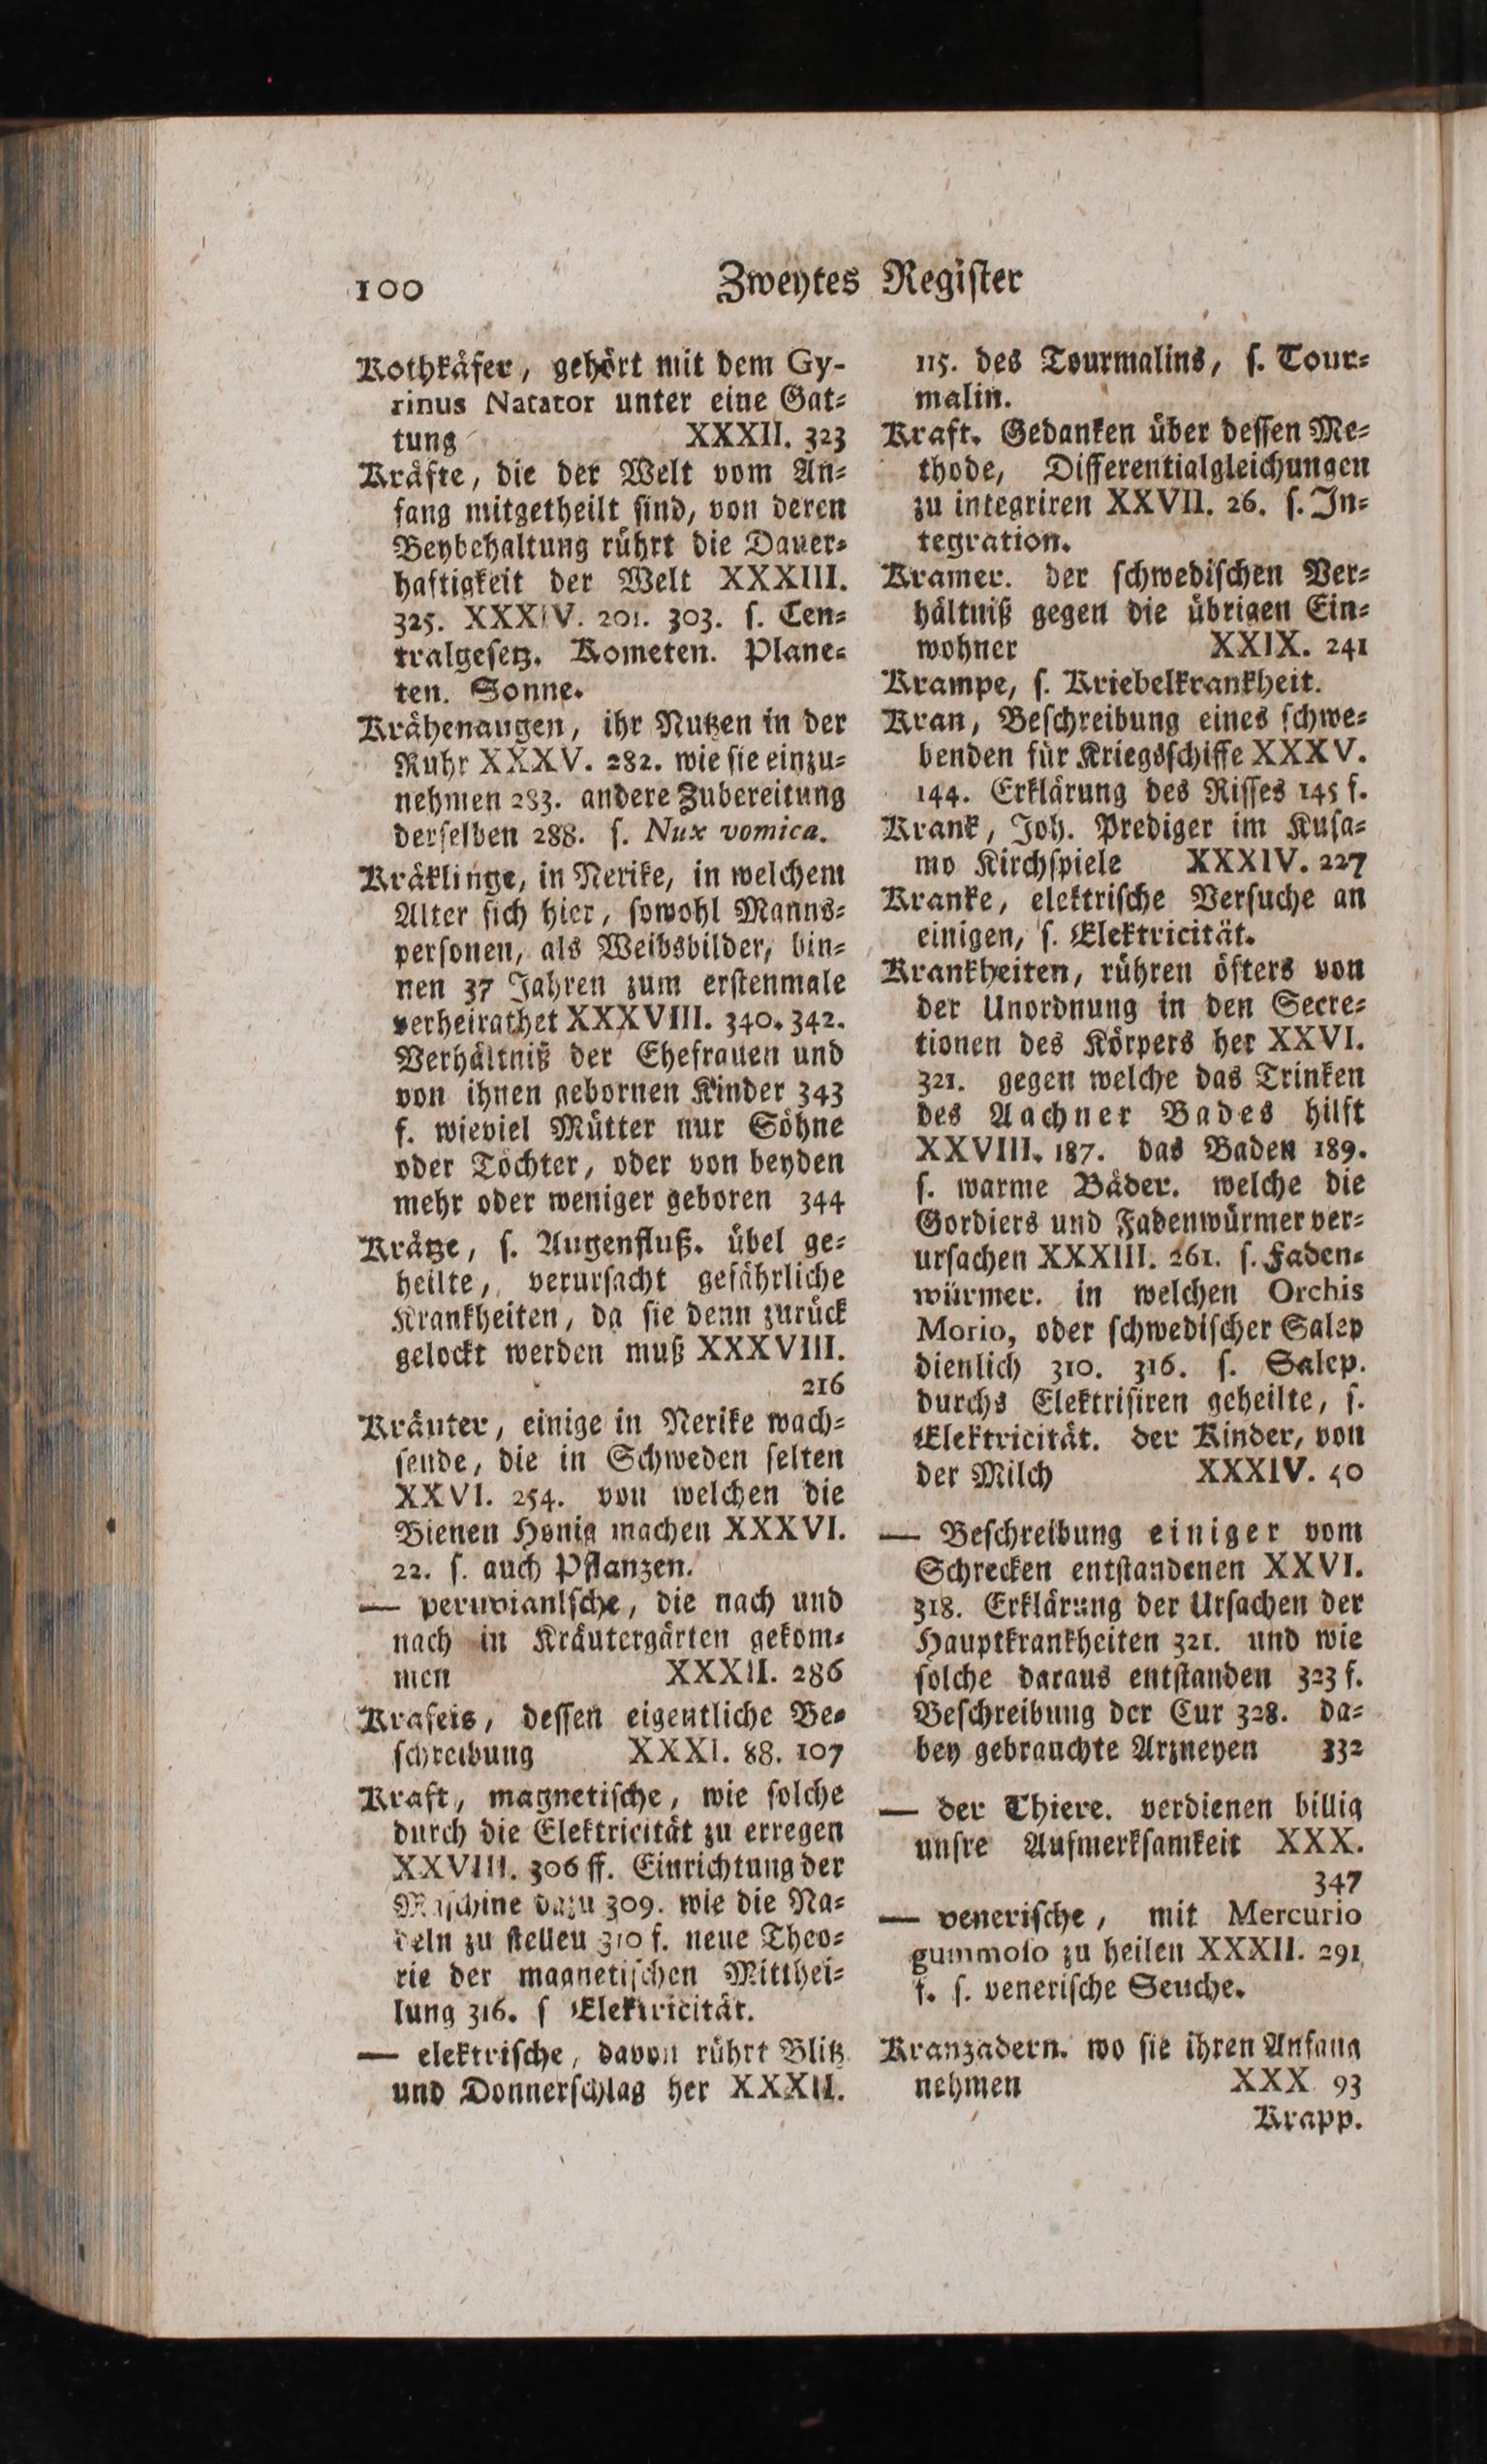 100 Zweytes Regiſter
Kothkåfer, gehört mit dem Gy-
rinus Natator unter eine Gat⸗
tung XXXII. 323
Kråfte, die der Welt vom An⸗
fang mitgetheilt ſind, von deren
Beybehaltung rührt die Dauer⸗
haftigkeit der Welt XXXIII.
325. XXXIV. 201. 303. ſ. Cen⸗
tralgeſetz. Kometen. Plane⸗
ten. Sonne.
Kråhenaugen, ihr Nutzen in der
Ruhr XXXV. 282. wie ſie einzu⸗
nehmen 283. andere Zubereitung
derſelben 288. ſ. Nux vomica.
Kråklinge, in Nerike, in welchem
Alter ſich hier, ſowohl Manns⸗
perſonen, als Weibsbilder, bin⸗
nen 37 Jahren zum erſtenmale
verheirathet XXXVIII. 340. 342.
Verhåltniß der Ehefrauen und
von ihnen gebornen Kinder 343
f. wieviel Mütter nur Söhne
oder Töchter, oder von beyden
mehr oder weniger geboren 344
Kråtze, ſ. Augenfluß. übel ge⸗
heilte, verurſacht gefåhrliche
Krankheiten, da ſie denn zurück
gelockt werden muß XXXVIII.
216
Kråuter, einige in Nerike wach⸗
ſende, die in Schweden ſelten
XXVI. 254. von welchen die
Bienen Honig machen XXXVI.
22. ſ. auch Pflanzen.
— peruvianiſche, die nach und
nach in Kråutergårten gekom⸗
men XXXII. 286
Krafeis, deſſen eigentliche Be⸗
ſchreibung XXXI. 88. 107
Kraft, magnetiſche, wie ſolche
durch die Elektricitåt zu erregen
XXVIII. 306 ff. Einrichtung der
Maſchine dazu 309. wie die Na⸗
deln zu ſtellen 310 f. neue Theo⸗
rie der magnetiſchen Mitthei⸗
lung 316. ſ Elektricitåt.
— elektriſche, davon rührt Blitz
und Donnerſchlag her XXXII.
115. des Tourmalins, ſ. Tour⸗
malin.
Kraft. Gedanken über deſſen Me⸗
thode, Differentialgleichungen
zu integriren XXVII. 26. ſ. In⸗
tegration.
Kramer. der ſchwediſchen Ver⸗
håltniß gegen die übrigen Ein⸗
wohner XXIX. 241
Krampe, ſ. Kriebelkrankheit.
Kran, Beſchreibung eines ſchwe⸗
benden für Kriegsſchiffe XXXV.
144. Erklårung des Riſſes 145 f.
Krank, Joh. Prediger im Kuſa⸗
mo Kirchſpiele XXXIV. 227
Kranke, elektriſche Verſuche an
einigen, ſ. Elektricitåt.
Krankheiten, rühren öfters von
der Unordnung in den Secre⸗
tionen des Körpers her XXVI.
321. gegen welche das Trinken
des Aachner Bades hilft
XXVIII. 187. das Baden 189.
ſ. warme Båder. welche die
Gordiers und Fadenwürmer ver⸗
urſachen XXXIII. 261. ſ. Faden⸗
würmer. in welchen Orchis
Morio, oder ſchwediſcher Salep
dienlich 310. 316. ſ. Salep.
durchs Elektriſiren geheilte, ſ.
Elektricitåt. der Kinder, von
der Milch XXXIV. 40
— Beſchreibung einiger vom
Schrecken entſtandenen XXVI.
318. Erklårung der Urſachen der
Hauptkrankheiten 321. und wie
ſolche daraus entſtanden 323 f.
Beſchreibung der Cur 328. da⸗
bey gebrauchte Arzneyen 332
— der Thiere. verdienen billig
unſre Aufmerkſamkeit XXX.
347
— veneriſche, mit Mercurio
gummoſo zu heilen XXXII. 291
f. ſ. veneriſche Seuche.
Kranzadern. wo ſie ihren Anfang
nehmen XXX 93
Krapp.